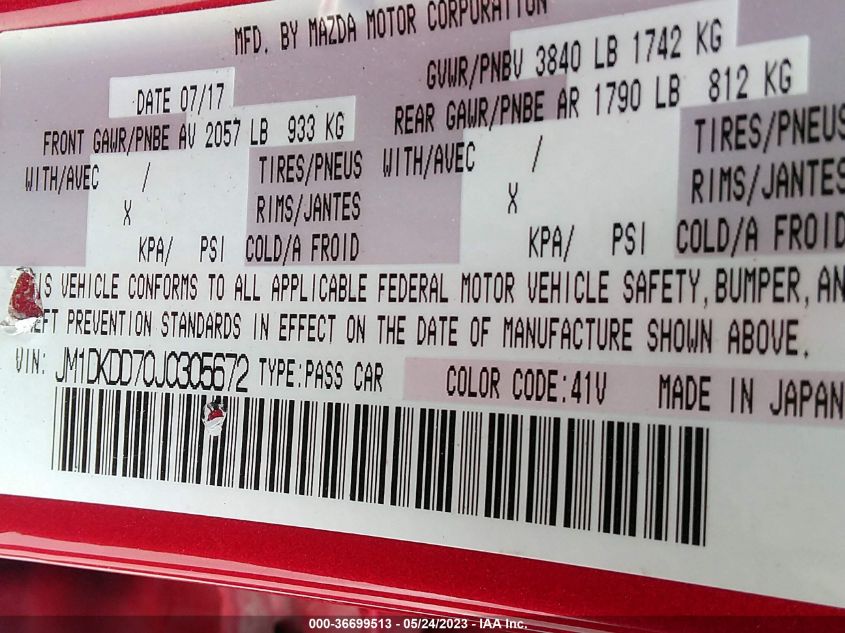 MFD. BY MAZDA MOTOR CORPORATION
DATE 07/17 GVWR/PNBV 3840 LB 1742 KG
FRONT GAWR/PNBE AV 2057 LB 933 KG REAR GAWR/PNBE AR 1790 LB 812 KG
WITH/AVEC / TIRES/PNEUS WITH/AVEC / TIRES/PNEUS
X RIMS/JANTES X RIMS/JANTES
KPA/ PSI COLD/A FROID KPA/ PSI COLD/A FROID
VEHICLE CONFORMS TO ALL APPLICABLE FEDERAL MOTOR VEHICLE SAFETY, BUMPER, AN
PREVENTION STANDARDS IN EFFECT ON THE DATE OF MANUFACTURE SHOWN ABOVE.
VIN: JM1DKDD70J0305672 TYPE:PASS CAR COLOR CODE:41V MADE IN JAPAN
000-36699513 - 05/24/2023 - IAA Inc.